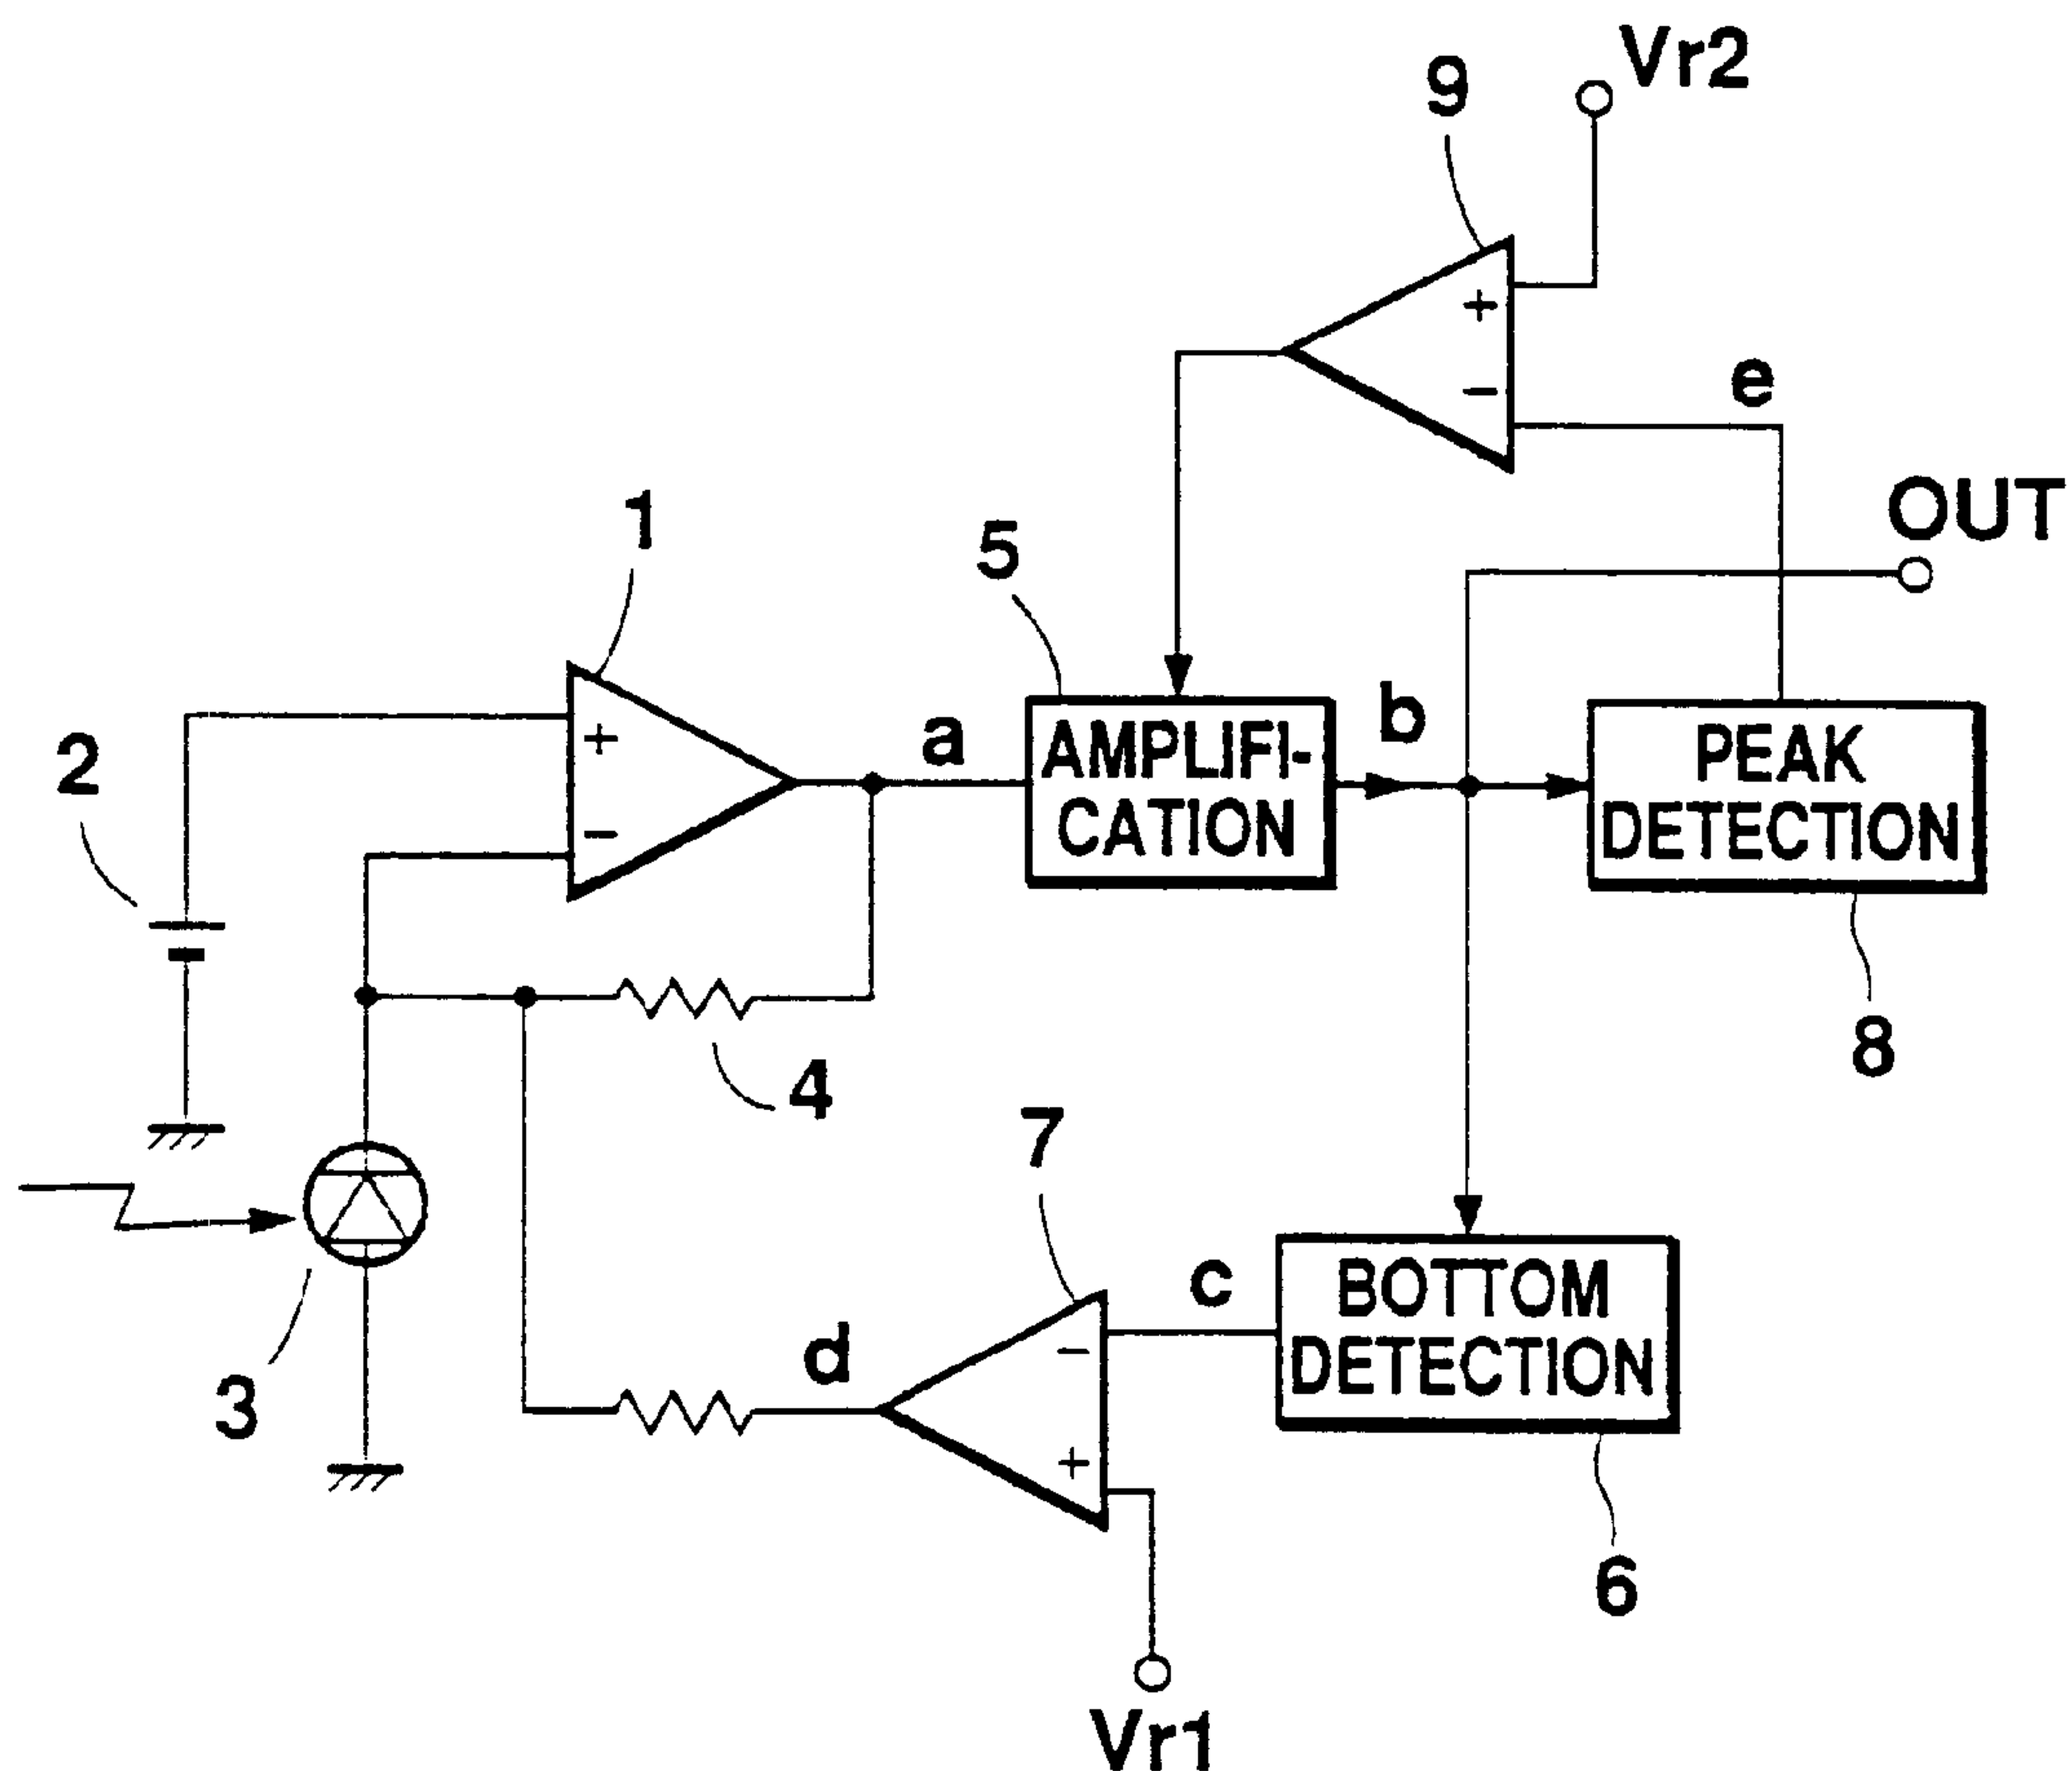 Vr2
9
+
−
e
OUT
1
5
2
+
−
a
AMPLIFI-
CATION
b
PEAK
DETECTION
8
4
7
3
d
−
+
c
BOTTOM
DETECTION
6
Vr1